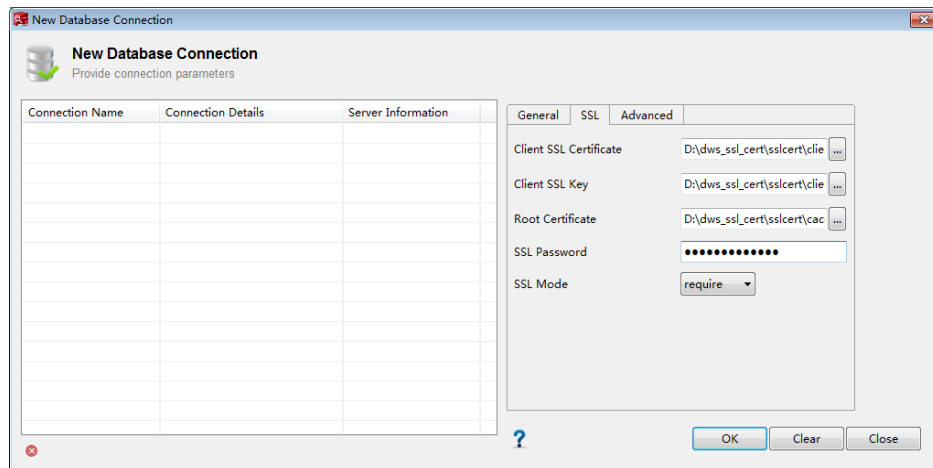 New Database Connection
New Database Connection
Provide connection parameters
Connection Name Connection Details Server Information
General SSL Advanced
Client SSL Certificate D:\dws_ssl_cert\sslcert\clie ...
Client SSL Key D:\dws_ssl_cert\sslcert\clie ...
Root Certificate D:\dws_ssl_cert\sslcert\cac ...
SSL Password ●●●●●●●●●●●●●
SSL Mode require
? OK Clear Close